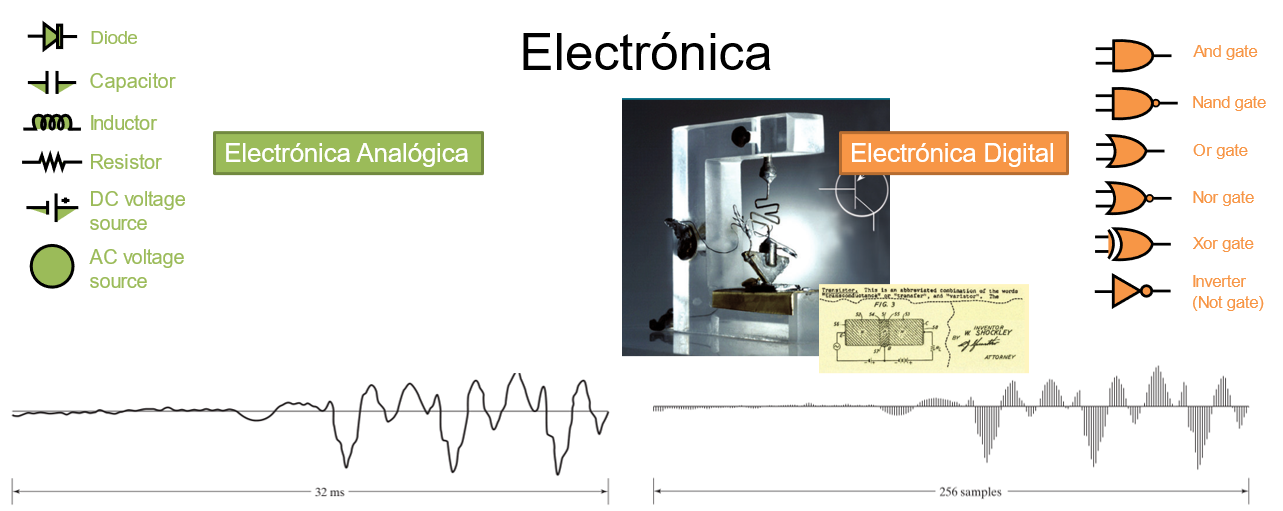 Electrónica
Diode
Capacitor
Inductor
Resistor
DC voltage
source
AC voltage
source
Electrónica Analógica
Electrónica Digital
And gate
Nand gate
Or gate
Nor gate
Xor gate
Inverter
(Not gate)
Transistor. This is an abbreviated combination of the words
"transconductance" or "transfer", and "varistor". The
FIG. 3
INVENTOR
W. SHOCKLEY
BY
ATTORNEY
32 ms
256 samples